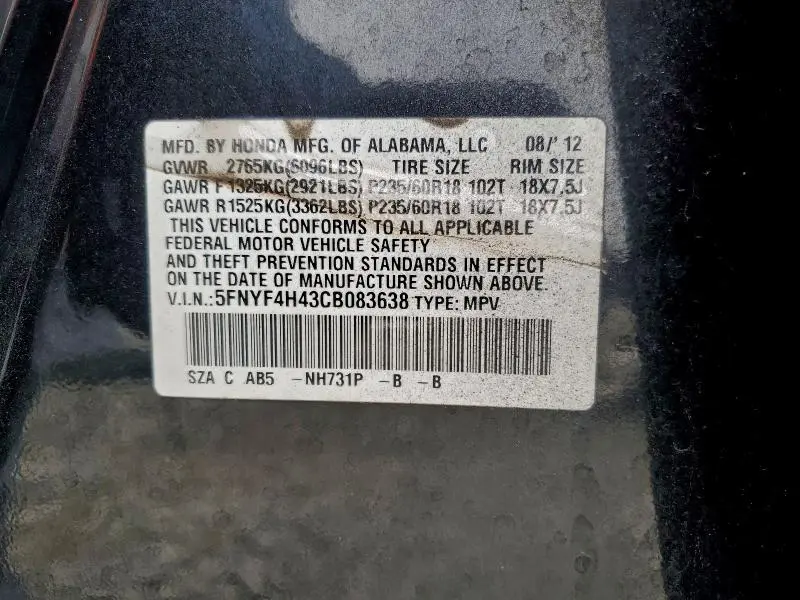 MFD. BY HONDA MFG. OF ALABAMA, LLC 08/'12
GVWR 2765KG(6096LBS) TIRE SIZE RIM SIZE
GAWR F1325KG(2921LBS) P235/60R18 102T 18X7.5J
GAWR R1525KG(3362LBS) P235/60R18 102T 18X7.5J
THIS VEHICLE CONFORMS TO ALL APPLICABLE
FEDERAL MOTOR VEHICLE SAFETY
AND THEFT PREVENTION STANDARDS IN EFFECT
ON THE DATE OF MANUFACTURE SHOWN ABOVE.
V.I.N.:5FNYF4H43CB083638 TYPE: MPV
SZA C AB5 -NH731P -B -B